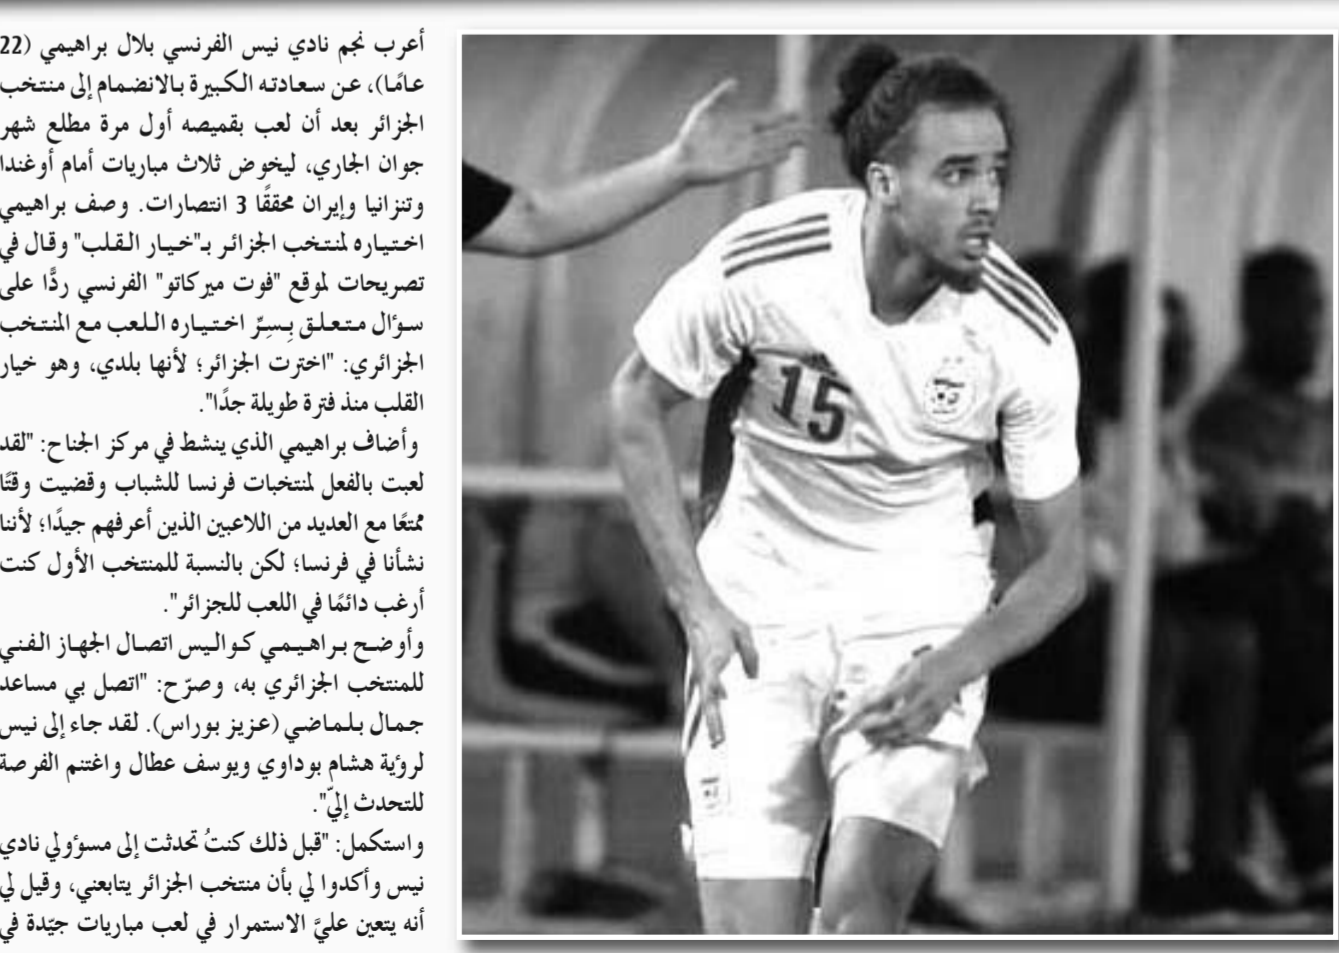 أعرب نجم نادي نيس الفرنسي بلال براهيمي (22
عامًا)، عن سعادته الكبيرة بالانضمام إلى منتخب
الجزائر بعد أن لعب بقميصه أول مرة مطلع شهر
جوان الجاري، ليخوض ثلاث مباريات أمام أوغندا
وتنزانيا وإيران محققًا 3 انتصارات. وصف براهيمي
اختياره لمنتخب الجزائر بـ"خيار القلب" وقال في
تصريحات لموقع "فوت ميركاتو" الفرنسي ردًّا على
سؤال متعلق بِسِرِّ اختياره اللعب مع المنتخب
الجزائري: "اخترت الجزائر؛ لأنها بلدي، وهو خيار
القلب منذ فترة طويلة جدًا".
وأضاف براهيمي الذي ينشط في مركز الجناح: "لقد
لعبت بالفعل لمنتخبات فرنسا للشباب وقضيت وقتًا
ممتعًا مع العديد من اللاعبين الذين أعرفهم جيدًا؛ لأننا
نشأنا في فرنسا؛ لكن بالنسبة للمنتخب الأول كنت
أرغب دائمًا في اللعب للجزائر".
وأوضح براهيمي كواليس اتصال الجهاز الفني
للمنتخب الجزائري به، وصرّح: "اتصل بي مساعد
جمال بلماضي (عزيز بوراس). لقد جاء إلى نيس
لرؤية هشام بوداوي ويوسف عطال واغتنم الفرصة
للتحدث إليّ".
واستكمل: "قبل ذلك كنتُ تحدثت إلى مسؤولي نادي
نيس وأكدوا لي بأن منتخب الجزائر يتابعني، وقيل لي
أنه يتعين عليَّ الاستمرار في لعب مباريات جيّدة في
15